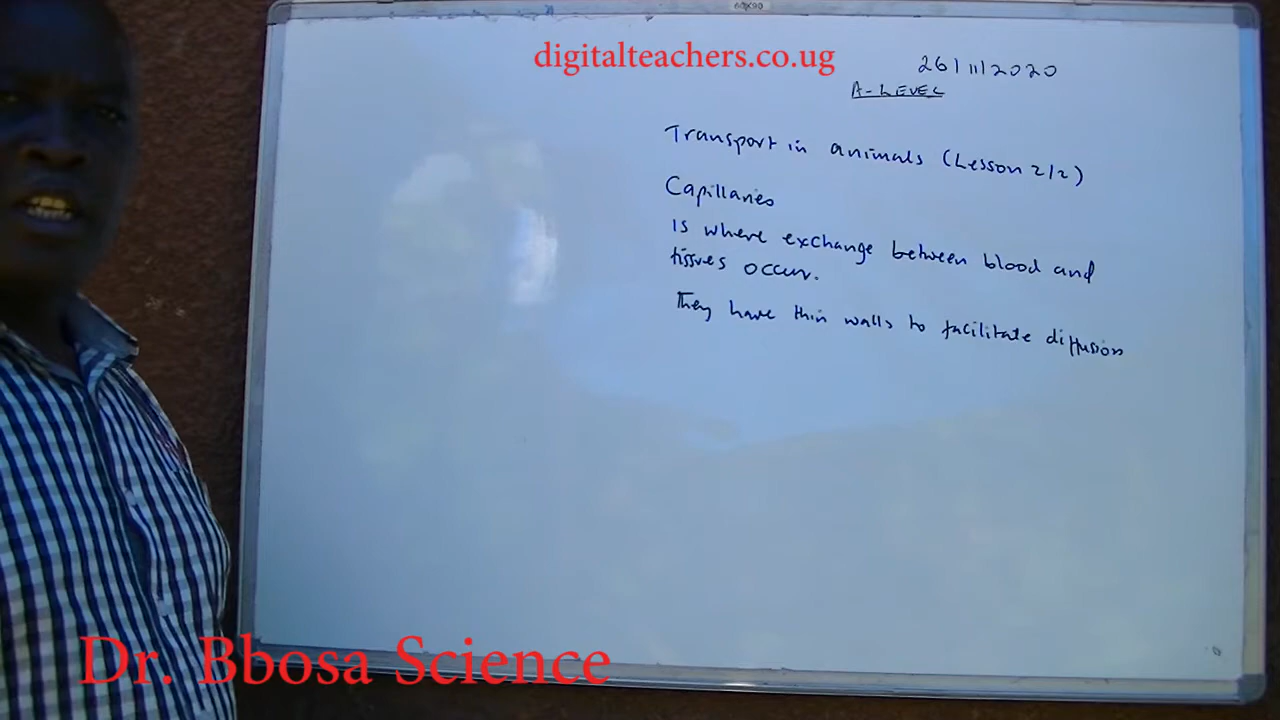 60X90
digitalteachers.co.ug
26/11/2020
A-LEVEL
Transport in animals (Lesson 2/2)
Capillaries
Is where exchange between blood and
tissues occur.
They have thin walls to facilitate diffusion
Dr. Bbosa Science